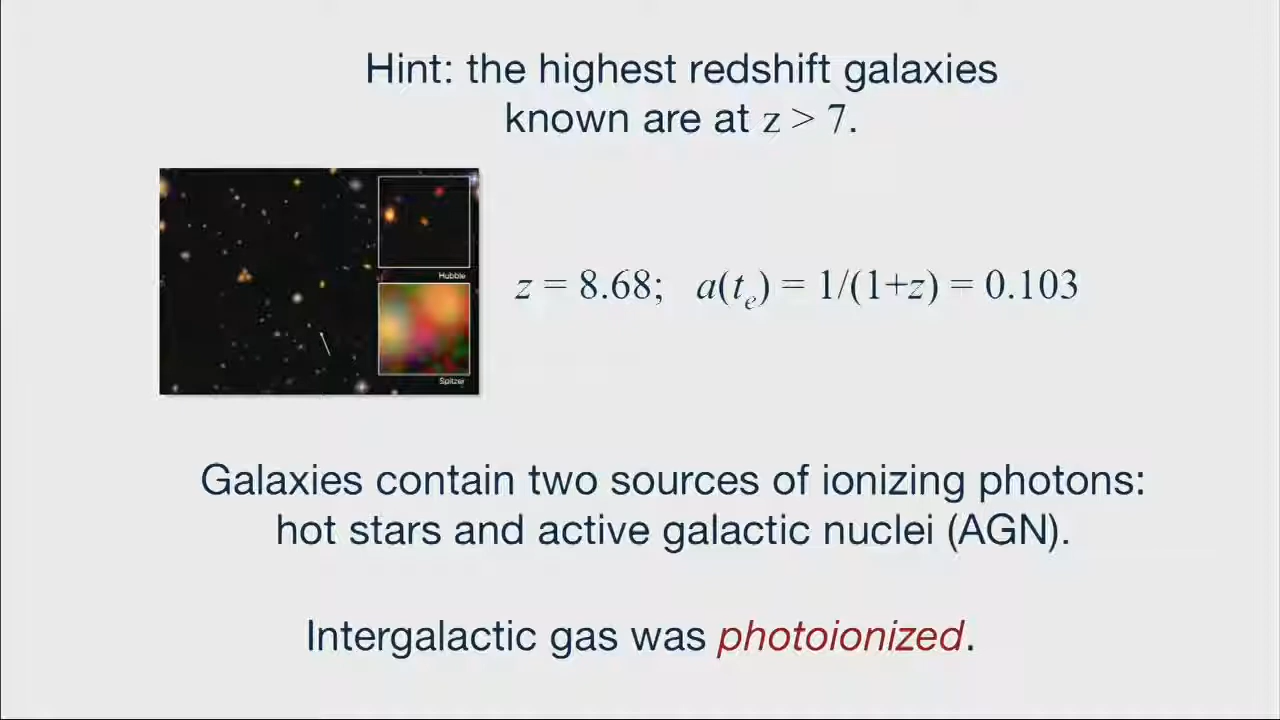 Hint: the highest redshift galaxies
known are at z > 7.
Hubble
Spitzer
z = 8.68; a(tₑ) = 1/(1+z) = 0.103
Galaxies contain two sources of ionizing photons:
hot stars and active galactic nuclei (AGN).
Intergalactic gas was photoionized.